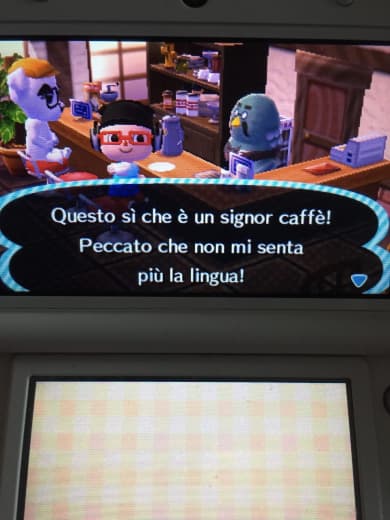 Questo sì che è un signor caffè!
Peccato che non mi senta
più la lingua!